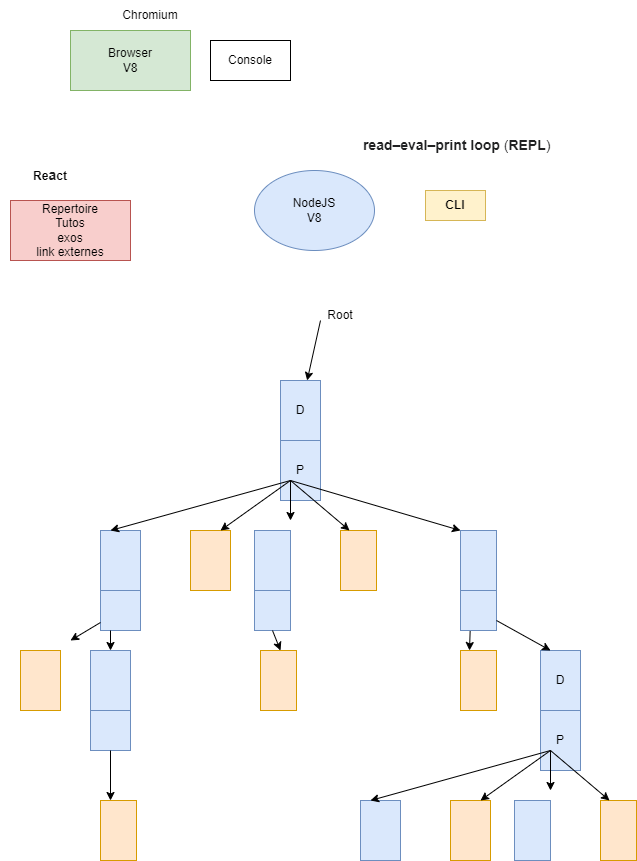 Chromium
Browser
V8
Console
read–eval–print loop (REPL)
React
Repertoire
Tutos
exos
link externes
NodeJS
V8
CLI
Root
D
P
D
P